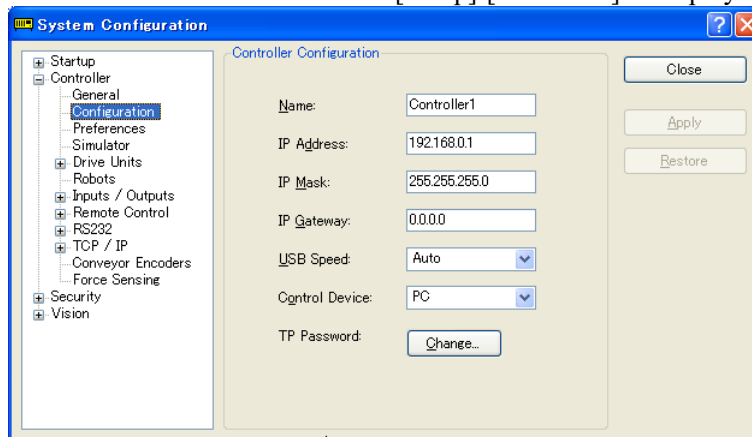 System Configuration
Startup
Controller
General
Configuration
Preferences
Simulator
Drive Units
Robots
Inputs / Outputs
Remote Control
RS232
TCP / IP
Conveyor Encoders
Force Sensing
Security
Vision
Controller Configuration
Name: Controller1
IP Address: 192.168.0.1
IP Mask: 255.255.255.0
IP Gateway: 0.0.0.0
USB Speed: Auto
Control Device: PC
TP Password: Change...
Close
Apply
Restore